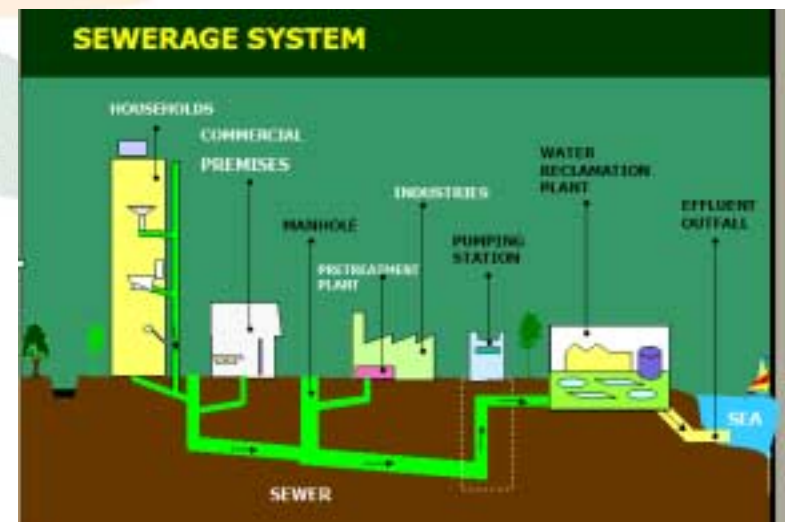 SEWERAGE SYSTEM
HOUSEHOLDS
COMMERCIAL
PREMISES
INDUSTRIES
MANHOLE
PRETREATMENT
PLANT
PUMPING
STATION
WATER
RECLAMATION
PLANT
EFFLUENT
OUTFALL
SEA
SEWER